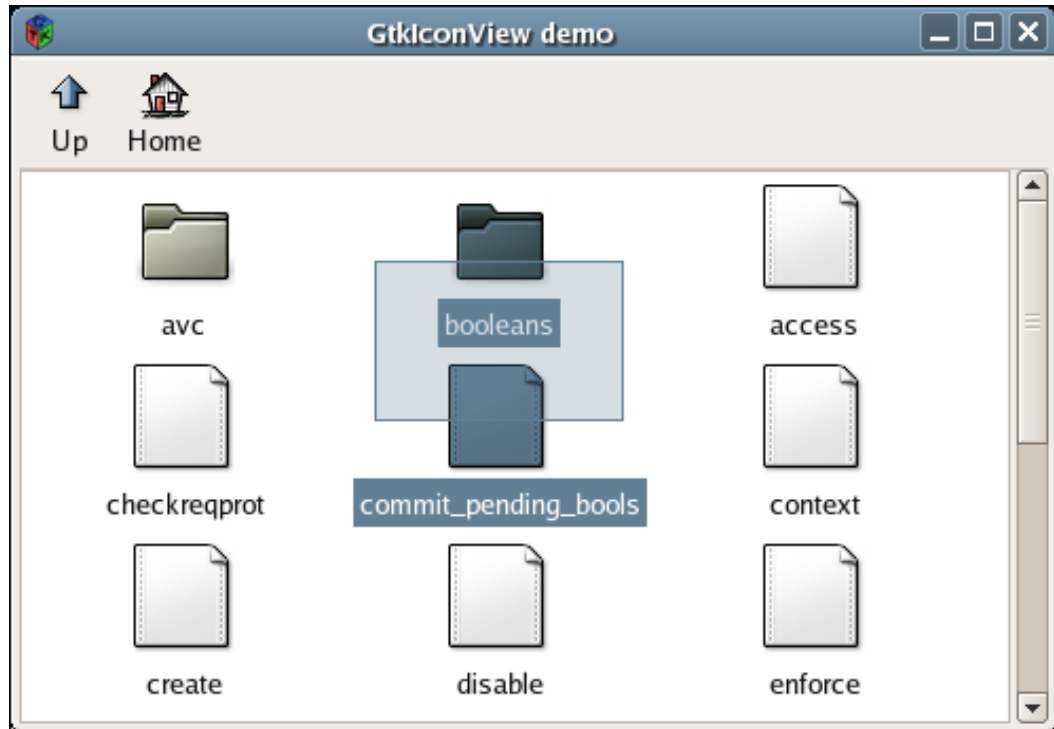 GtkIconView demo
Up Home
avc booleans access
checkreqprot commit_pending_bools context
create disable enforce